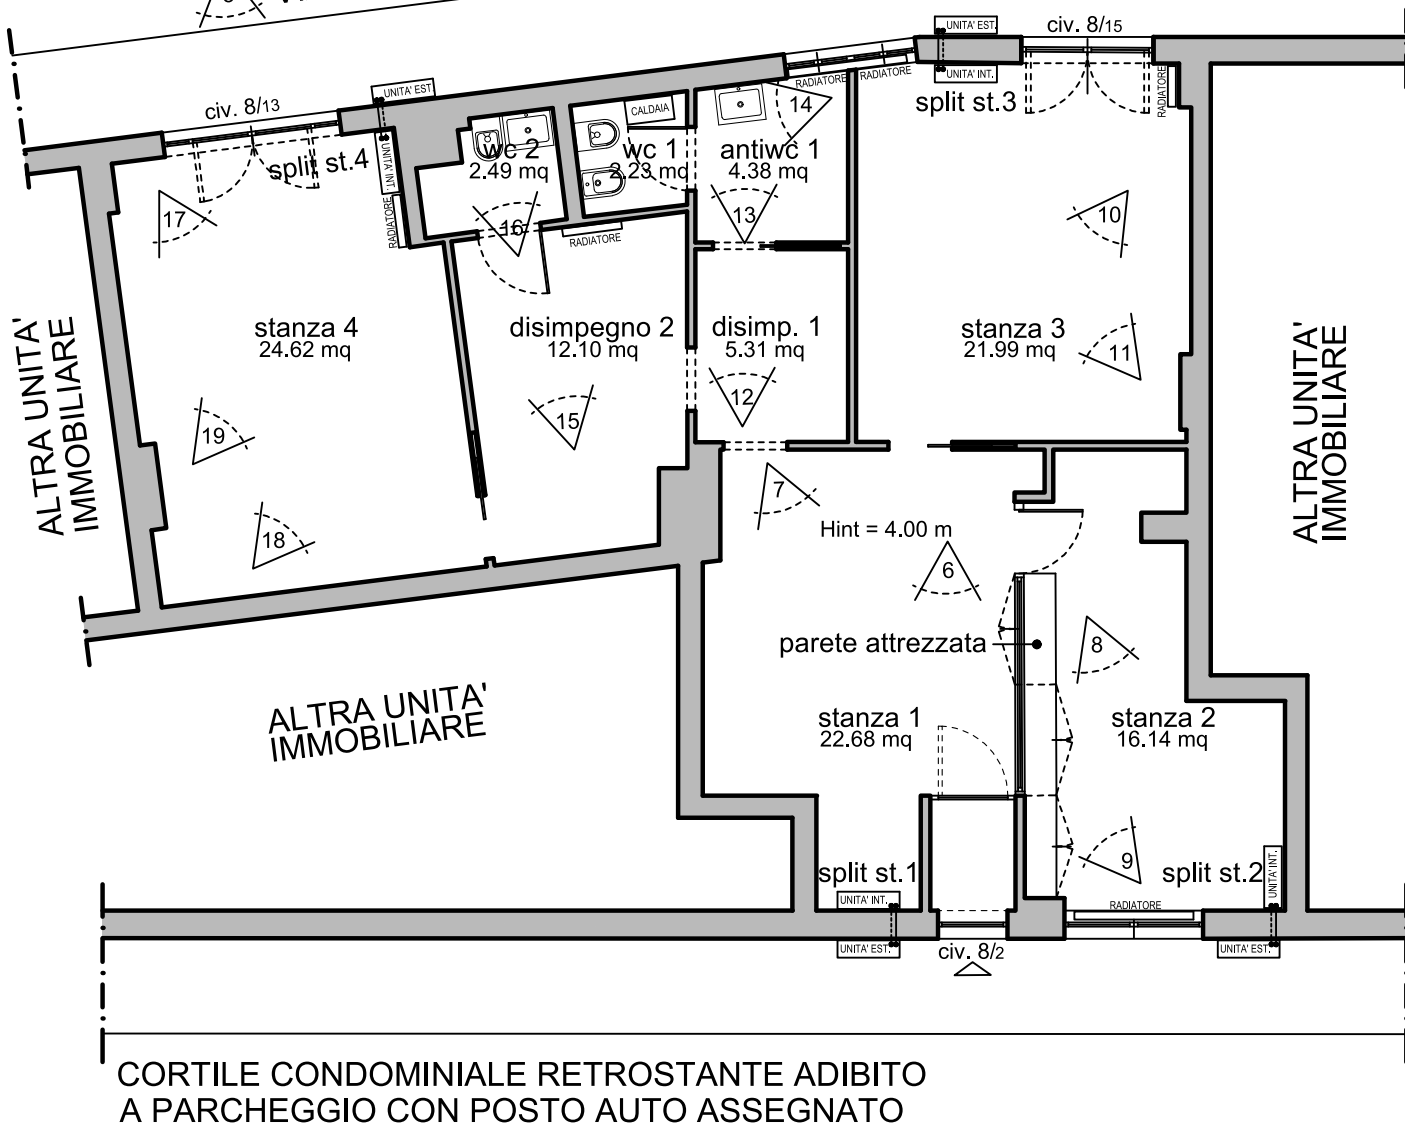 UNITA' EST.
civ. 8/15
UNITA' INT.
split st.3
RADIATORE
RADIATORE
RADIATORE
UNITA' EST.
civ. 8/13
split st.4
UNITA' INT.
RADIATORE
CALDAIA
14
wc 2
2.49 mq
wc 1
2.23 mq
antiwc 1
4.38 mq
17
16
13
10
RADIATORE
stanza 4
24.62 mq
disimpegno 2
12.10 mq
disimp. 1
5.31 mq
stanza 3
21.99 mq
11
12
15
19
18
7
ALTRA UNITA'
IMMOBILIARE
ALTRA UNITA'
IMMOBILIARE
Hint = 4.00 m
6
parete attrezzata
8
ALTRA UNITA'
IMMOBILIARE
stanza 1
22.68 mq
stanza 2
16.14 mq
9
split st.1
split st.2
UNITA' INT.
UNITA' INT.
RADIATORE
UNITA' EST.
civ. 8/2
UNITA' EST.
CORTILE CONDOMINIALE RETROSTANTE ADIBITO
A PARCHEGGIO CON POSTO AUTO ASSEGNATO